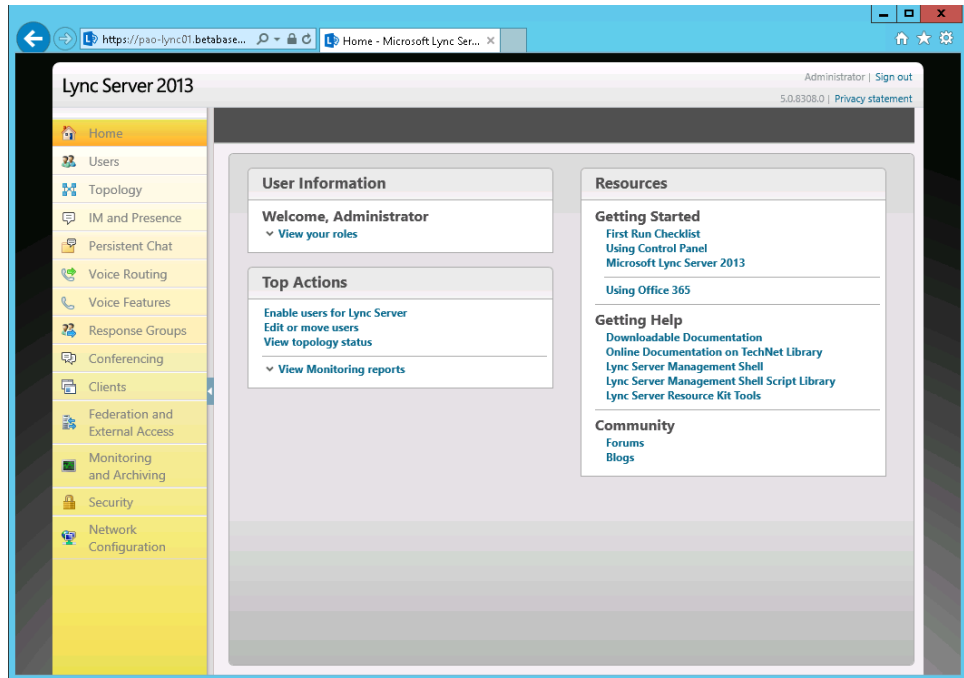 https://pao-lync01.betabase...
Home - Microsoft Lync Ser...
Lync Server 2013
Administrator | Sign out
5.0.8308.0 | Privacy statement
Home
Users
Topology
IM and Presence
Persistent Chat
Voice Routing
Voice Features
Response Groups
Conferencing
Clients
Federation and
External Access
Monitoring
and Archiving
Security
Network
Configuration
User Information
Welcome, Administrator
View your roles
Top Actions
Enable users for Lync Server
Edit or move users
View topology status
View Monitoring reports
Resources
Getting Started
First Run Checklist
Using Control Panel
Microsoft Lync Server 2013
Using Office 365
Getting Help
Downloadable Documentation
Online Documentation on TechNet Library
Lync Server Management Shell
Lync Server Management Shell Script Library
Lync Server Resource Kit Tools
Community
Forums
Blogs